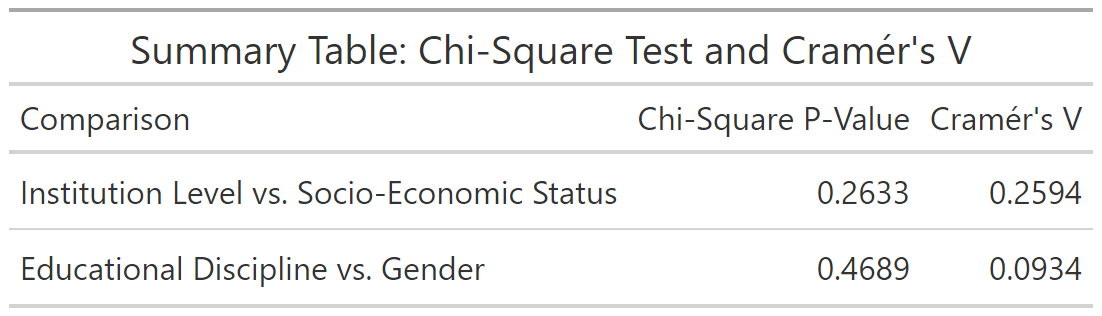 Summary Table: Chi-Square Test and Cramér's V
Comparison Chi-Square P-Value Cramér's V
Institution Level vs. Socio-Economic Status 0.2633 0.2594
Educational Discipline vs. Gender 0.4689 0.0934